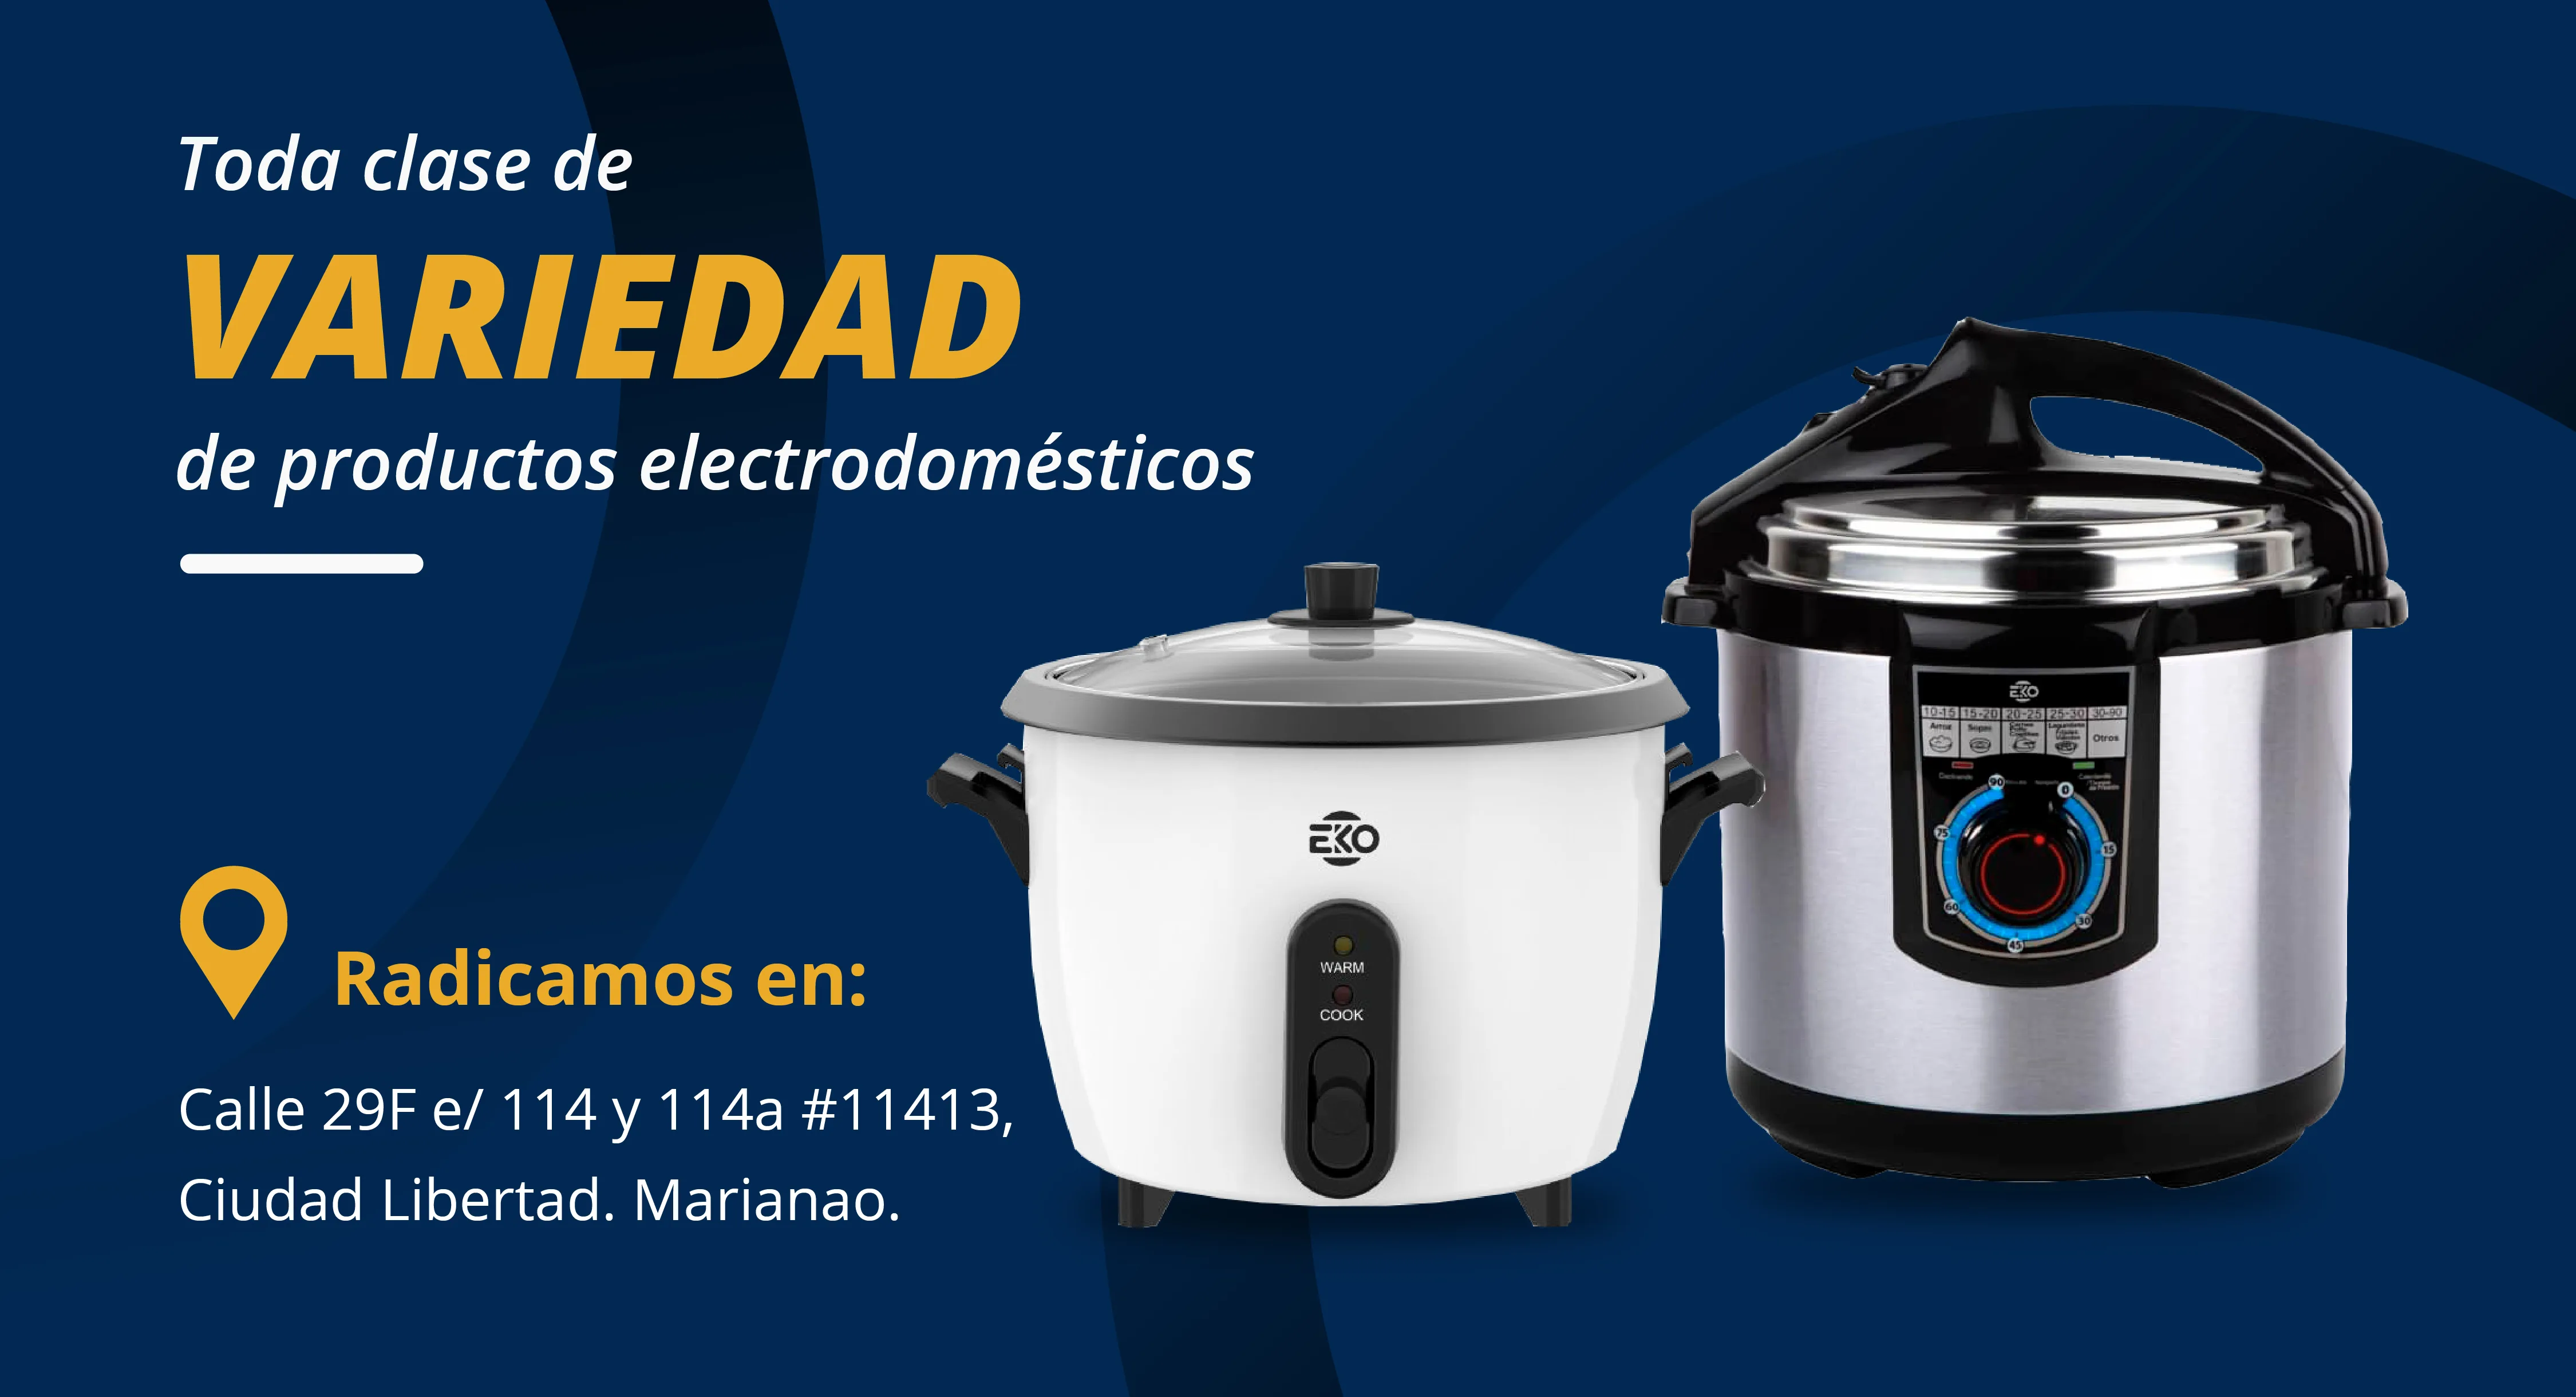 Toda clase de
VARIEDAD
de productos electrodomésticos
Radicamos en:
Calle 29F e/ 114 y 114a #11413,
Ciudad Libertad. Marianao.
EKO
WARM
COOK
EKO
10-15 15-20 20-25 25-30 30-90
Arroz Sopas Otros
Cocinando
90 0
75 15
60 30
45